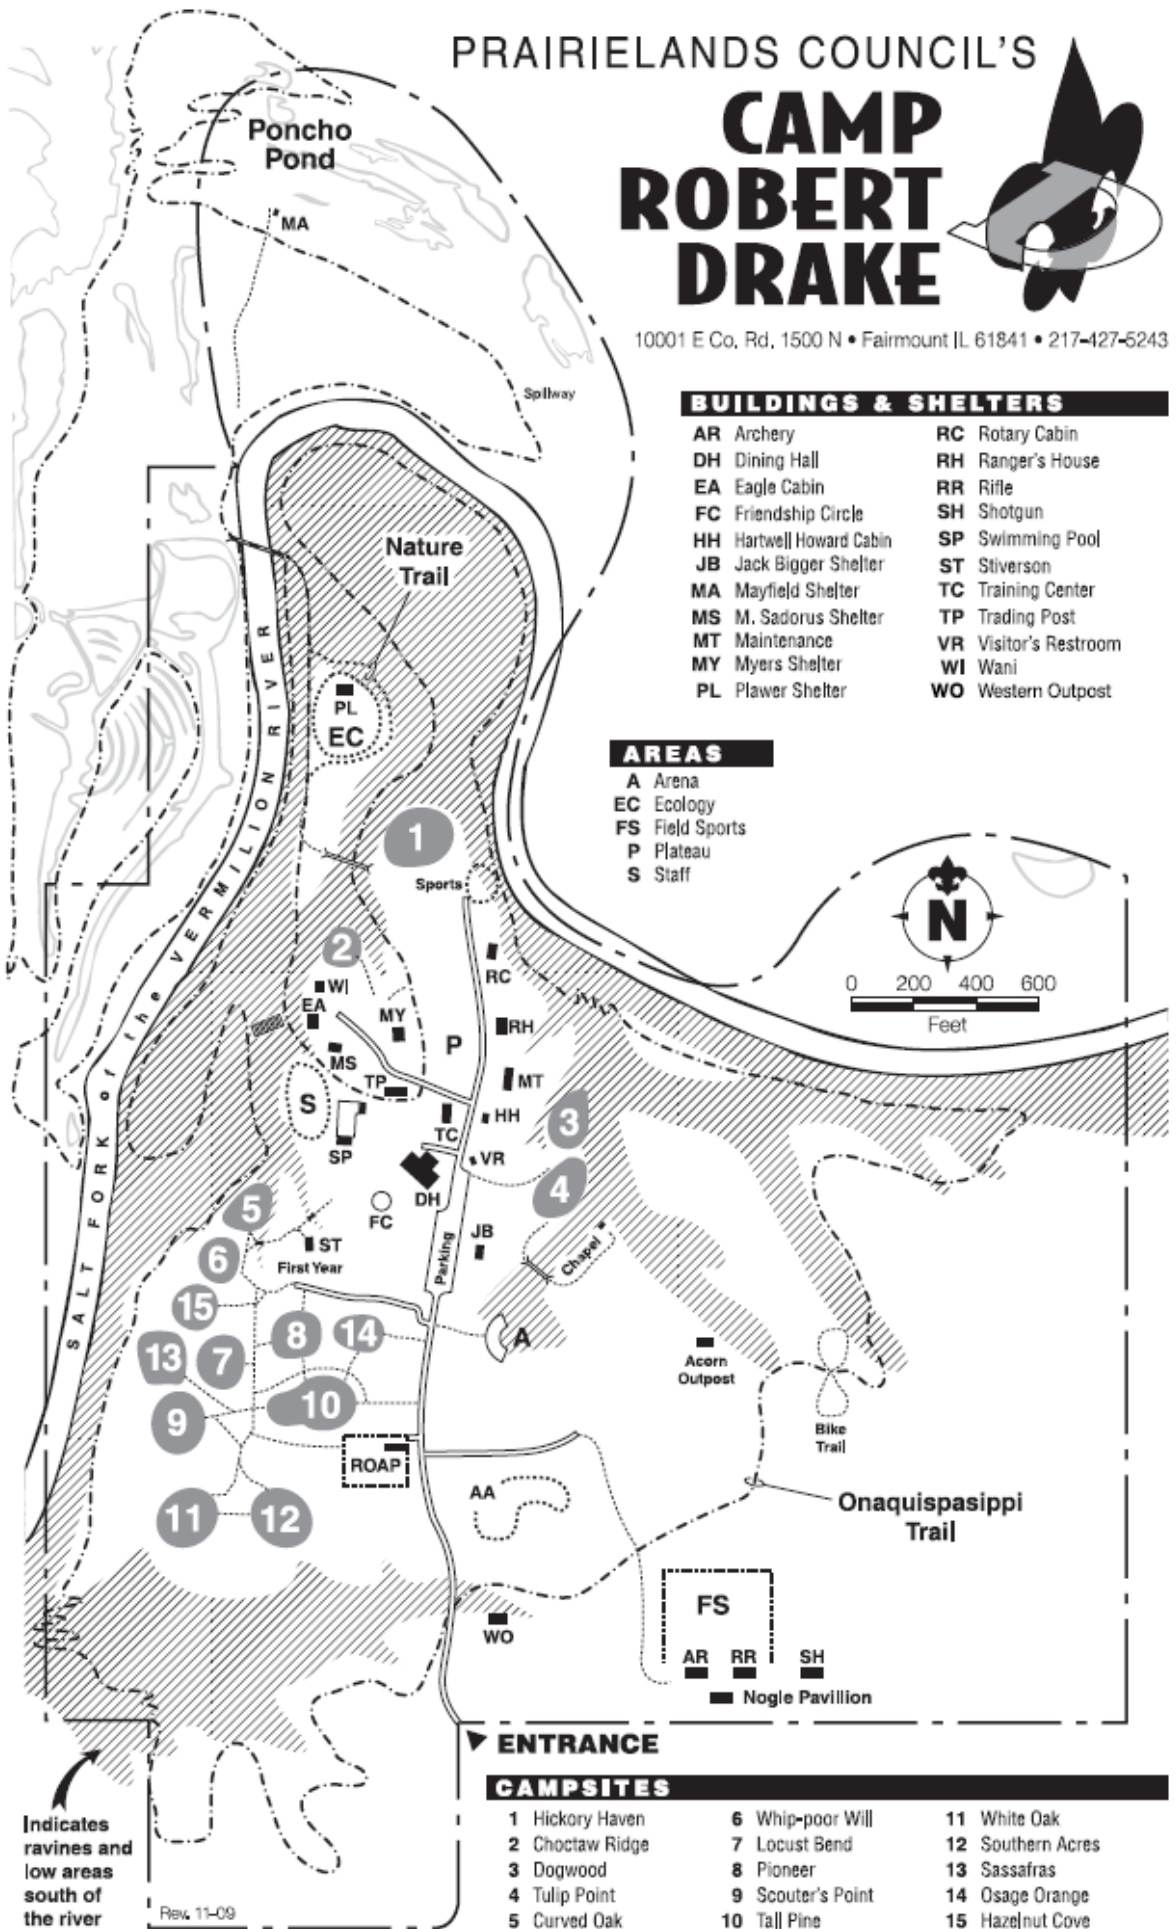 PRAIRIELANDS COUNCIL'S
CAMP
ROBERT
DRAKE
10001 E Co. Rd. 1500 N • Fairmount IL 61841 • 217-427-5243
BUILDINGS & SHELTERS
AR Archery
DH Dining Hall
EA Eagle Cabin
FC Friendship Circle
HH Hartwell Howard Cabin
JB Jack Bigger Shelter
MA Mayfield Shelter
MS M. Sadorus Shelter
MT Maintenance
MY Myers Shelter
PL Plawer Shelter
RC Rotary Cabin
RH Ranger's House
RR Rifle
SH Shotgun
SP Swimming Pool
ST Stiverson
TC Training Center
TP Trading Post
VR Visitor's Restroom
WI Wani
WO Western Outpost
AREAS
A Arena
EC Ecology
FS Field Sports
P Plateau
S Staff
N
0 200 400 600
Feet
Poncho
Pond
MA
Spillway
Nature
Trail
PL
EC
SALT FORK of the VERMILION RIVER
1
Sports
2
RC
WI
EA
MY
RH
P
MS
TP
MT
S
HH
3
TC
SP
VR
4
DH
5
FC
JB
ST
6
First Year
Parking
Chapel
15
8
14
A
13
7
Acorn
Outpost
10
9
Bike
Trail
ROAP
AA
Onaquispasippi
Trail
11
12
FS
WO
AR
RR
SH
Nogle Pavillion
ENTRANCE
Indicates
ravines and
low areas
south of
the river
Rev. 11-09
CAMPSITES
1 Hickory Haven
2 Choctaw Ridge
3 Dogwood
4 Tulip Point
5 Curved Oak
6 Whip-poor Will
7 Locust Bend
8 Pioneer
9 Scouter's Point
10 Tall Pine
11 White Oak
12 Southern Acres
13 Sassafras
14 Osage Orange
15 Hazelnut Cove